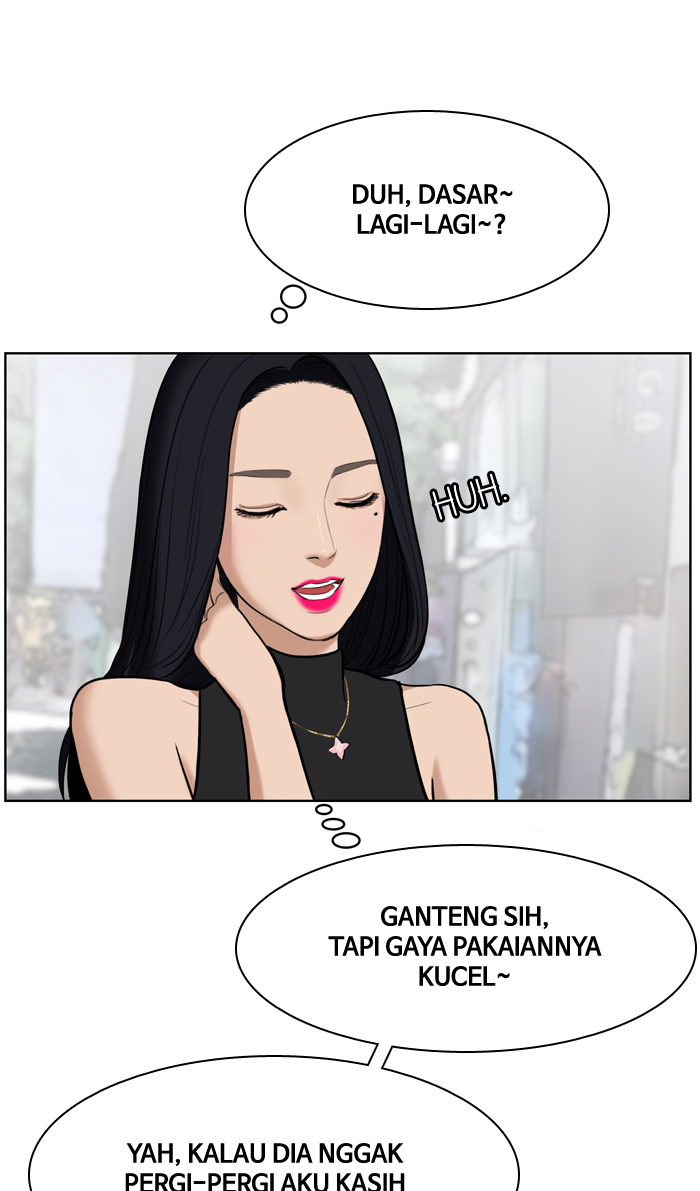 DUH, DASAR~
LAGI-LAGI~?
HUH.
GANTENG SIH,
TAPI GAYA PAKAIANNYA
KUCEL~
YAH, KALAU DIA NGGAK
PERGI-PERGI AKU KASIH